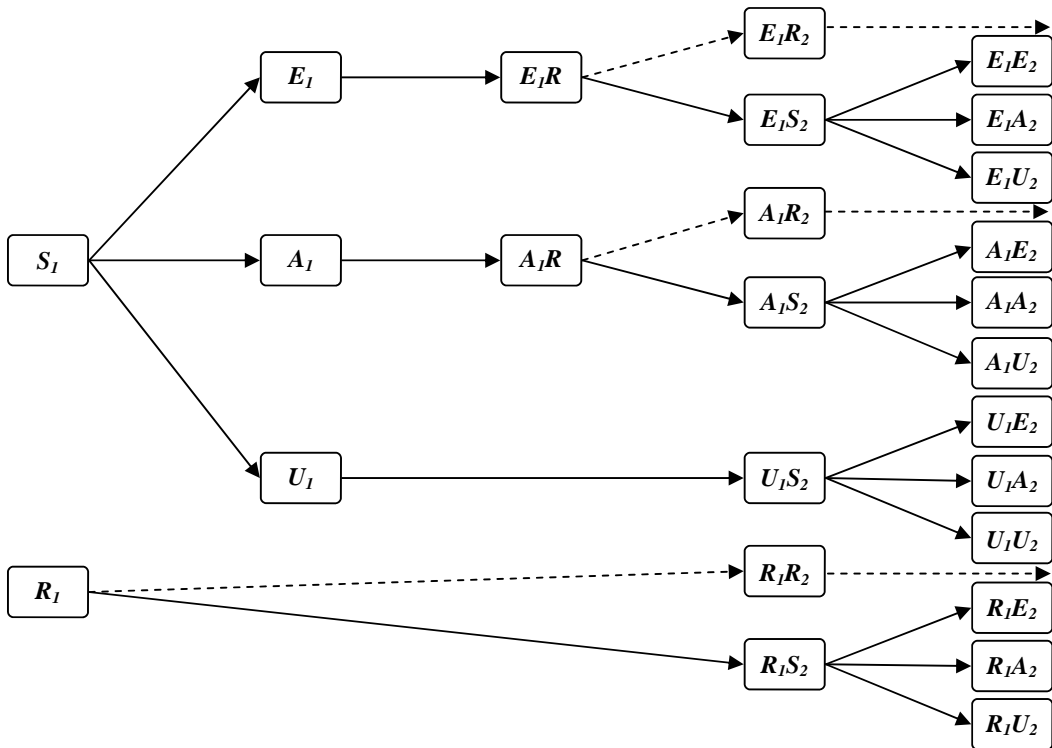 E₁R₂
E₁
E₁R
E₁E₂
E₁S₂
E₁A₂
E₁U₂
A₁R₂
S₁
A₁
A₁R
A₁E₂
A₁S₂
A₁A₂
A₁U₂
U₁E₂
U₁
U₁S₂
U₁A₂
U₁U₂
R₁
R₁R₂
R₁E₂
R₁S₂
R₁A₂
R₁U₂